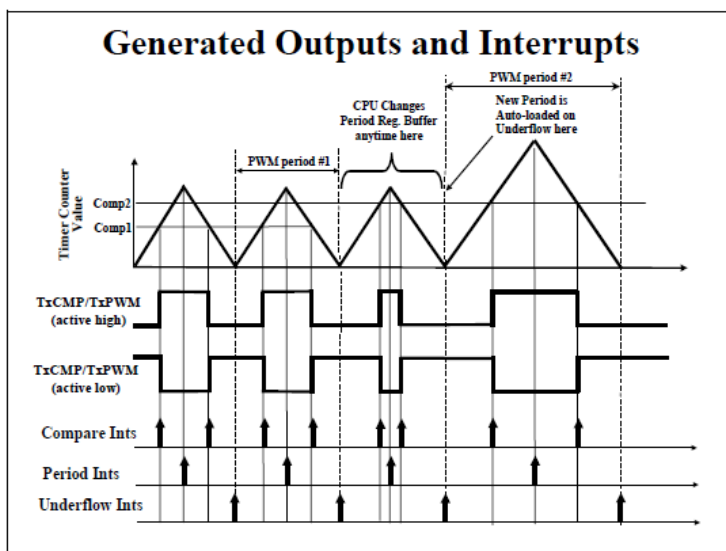 Generated Outputs and Interrupts
PWM period #2
CPU Changes
Period Reg. Buffer
anytime here
New Period is
Auto-loaded on
Underflow here
PWM period #1
Timer Counter
Value
Comp2
Comp1
TxCMP/TxPWM
(active high)
TxCMP/TxPWM
(active low)
Compare Ints
Period Ints
Underflow Ints